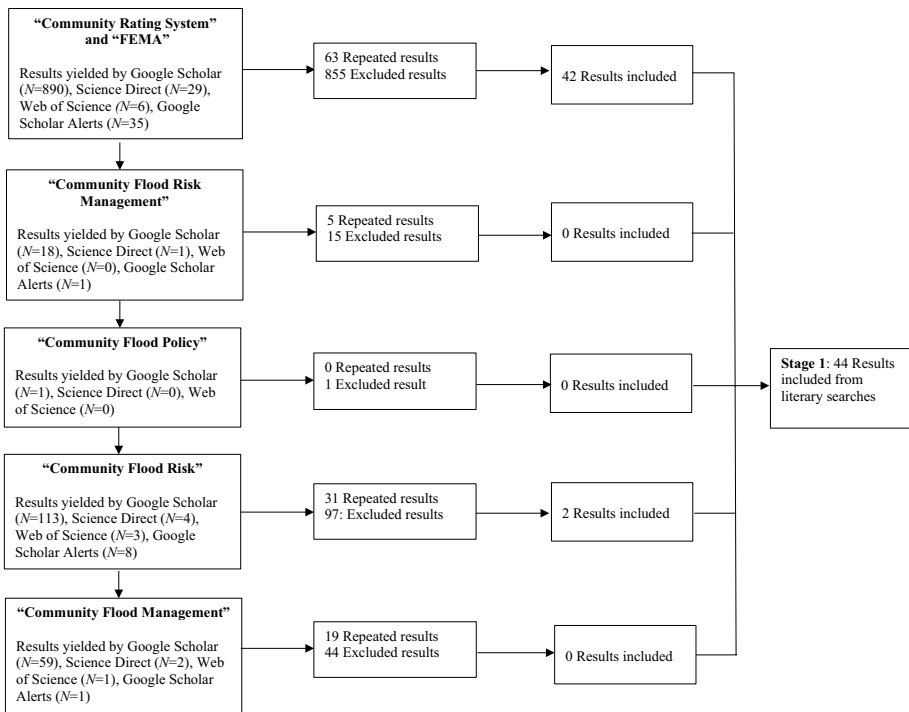 “Community Rating System”
and “FEMA”
Results yielded by Google Scholar
(N=890), Science Direct (N=29),
Web of Science (N=6), Google
Scholar Alerts (N=35)
63 Repeated results
855 Excluded results
42 Results included
“Community Flood Risk
Management”
Results yielded by Google Scholar
(N=18), Science Direct (N=1), Web
of Science (N=0), Google Scholar
Alerts (N=1)
5 Repeated results
15 Excluded results
0 Results included
“Community Flood Policy”
Results yielded by Google Scholar
(N=1), Science Direct (N=0), Web
of Science (N=0)
0 Repeated results
1 Excluded result
0 Results included
Stage 1: 44 Results
included from
literary searches
“Community Flood Risk”
Results yielded by Google Scholar
(N=113), Science Direct (N=4),
Web of Science (N=3), Google
Scholar Alerts (N=8)
31 Repeated results
97: Excluded results
2 Results included
“Community Flood Management”
Results yielded by Google Scholar
(N=59), Science Direct (N=2), Web
of Science (N=1), Google Scholar
Alerts (N=1)
19 Repeated results
44 Excluded results
0 Results included